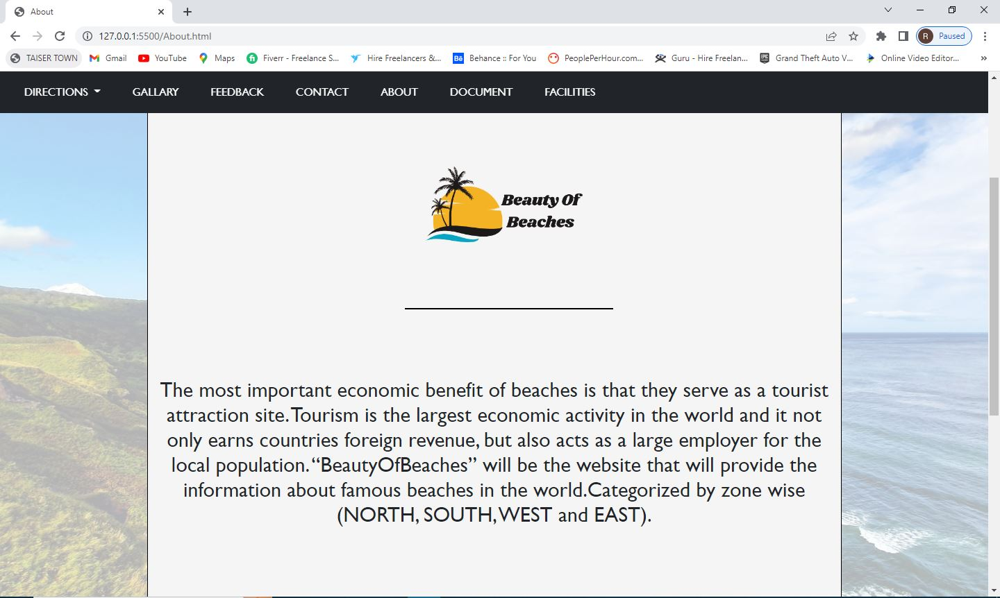 About
127.0.0.1:5500/About.html
R Paused
TAISER TOWN Gmail YouTube Maps Fiverr - Freelance S... Hire Freelancers &... Bē Behance :: For You PeoplePerHour.com... Guru - Hire Freelan... Grand Theft Auto V... Online Video Editor... »
DIRECTIONS GALLARY FEEDBACK CONTACT ABOUT DOCUMENT FACILITIES
Beauty Of
Beaches
The most important economic benefit of beaches is that they serve as a tourist
attraction site.Tourism is the largest economic activity in the world and it not
only earns countries foreign revenue, but also acts as a large employer for the
local population.“BeautyOfBeaches” will be the website that will provide the
information about famous beaches in the world.Categorized by zone wise
(NORTH, SOUTH, WEST and EAST).